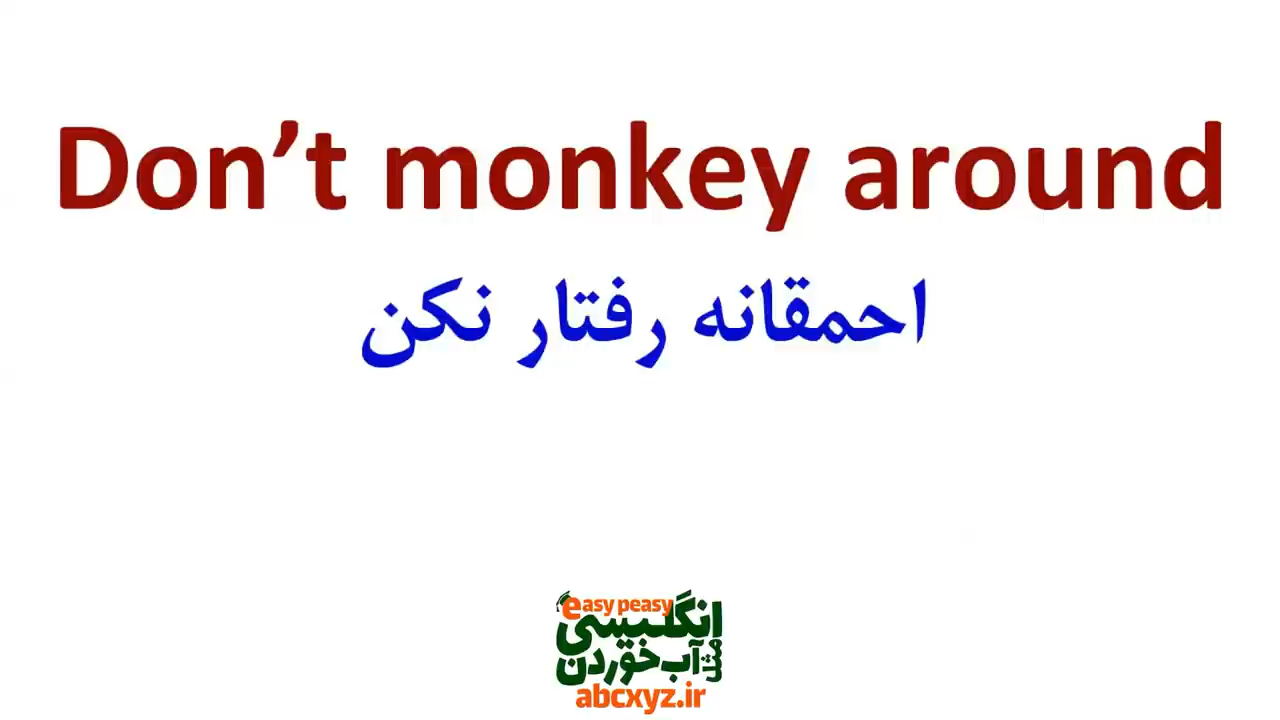 Don’t monkey around
احمقانه رفتار نکن
easy peasy
انگلیسی
مثل آب خوردن
abcxyz.ir